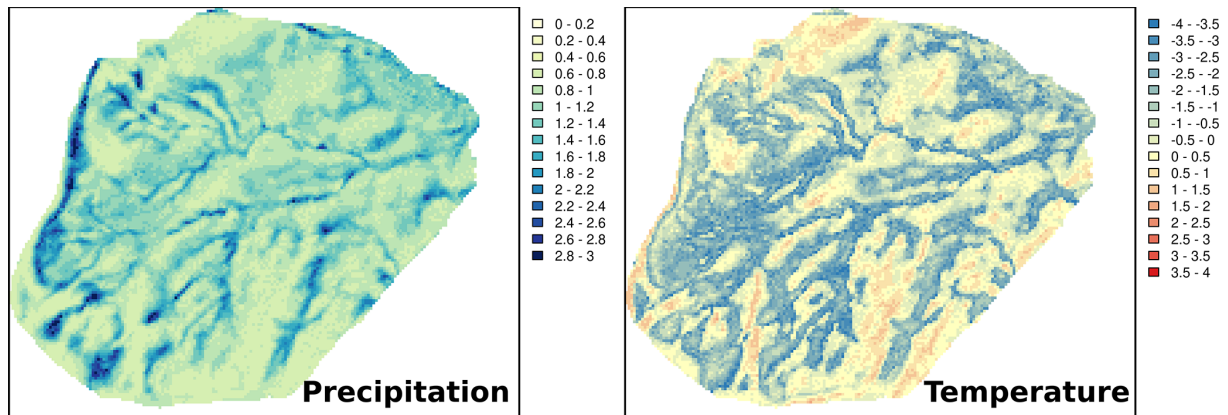 0 - 0.2
0.2 - 0.4
0.4 - 0.6
0.6 - 0.8
0.8 - 1
1 - 1.2
1.2 - 1.4
1.4 - 1.6
1.6 - 1.8
1.8 - 2
2 - 2.2
2.2 - 2.4
2.4 - 2.6
2.6 - 2.8
2.8 - 3
Precipitation
-4 - -3.5
-3.5 - -3
-3 - -2.5
-2.5 - -2
-2 - -1.5
-1.5 - -1
-1 - -0.5
-0.5 - 0
0 - 0.5
0.5 - 1
1 - 1.5
1.5 - 2
2 - 2.5
2.5 - 3
3 - 3.5
3.5 - 4
Temperature